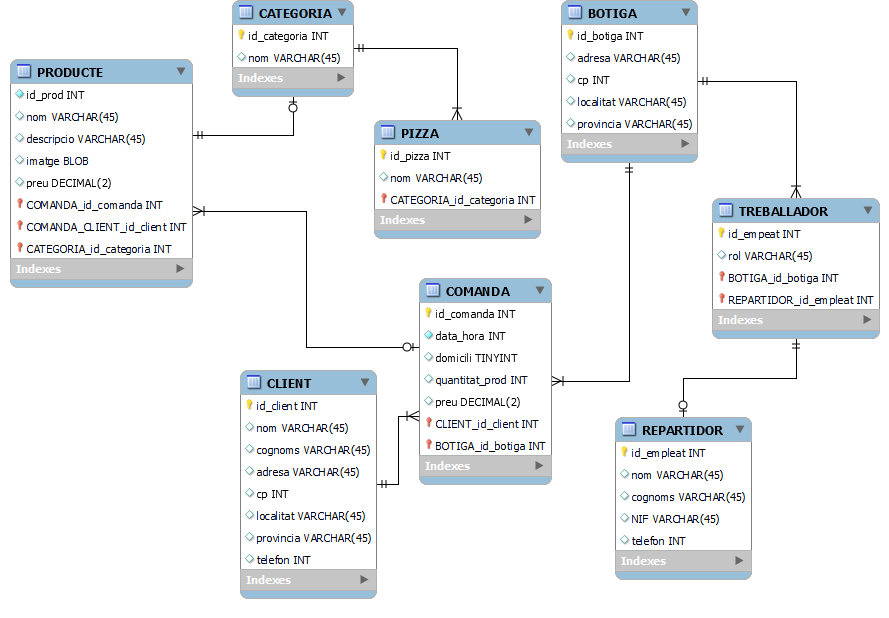 CATEGORIA
id_categoria INT
nom VARCHAR(45)
Indexes
BOTIGA
id_botiga INT
adresa VARCHAR(45)
cp INT
localitat VARCHAR(45)
provincia VARCHAR(45)
Indexes
PRODUCTE
id_prod INT
nom VARCHAR(45)
descripcio VARCHAR(45)
imatge BLOB
preu DECIMAL(2)
COMANDA_id_comanda INT
COMANDA_CLIENT_id_client INT
CATEGORIA_id_categoria INT
Indexes
PIZZA
id_pizza INT
nom VARCHAR(45)
CATEGORIA_id_categoria INT
Indexes
TREBALLADOR
id_empeat INT
rol VARCHAR(45)
BOTIGA_id_botiga INT
REPARTIDOR_id_empleat INT
Indexes
COMANDA
id_comanda INT
data_hora INT
domicili TINYINT
quantitat_prod INT
preu DECIMAL(2)
CLIENT_id_client INT
BOTIGA_id_botiga INT
Indexes
CLIENT
id_client INT
nom VARCHAR(45)
cognoms VARCHAR(45)
adresa VARCHAR(45)
cp INT
localitat VARCHAR(45)
provincia VARCHAR(45)
telefon INT
Indexes
REPARTIDOR
id_empleat INT
nom VARCHAR(45)
cognoms VARCHAR(45)
NIF VARCHAR(45)
telefon INT
Indexes